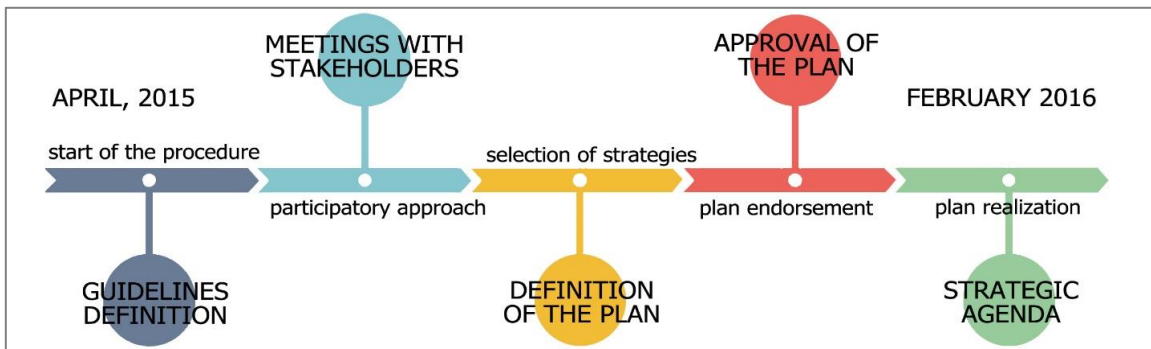 APRIL, 2015
start of the procedure
GUIDELINES
DEFINITION
MEETINGS WITH
STAKEHOLDERS
participatory approach
selection of strategies
DEFINITION
OF THE PLAN
APPROVAL OF
THE PLAN
plan endorsement
FEBRUARY 2016
plan realization
STRATEGIC
AGENDA